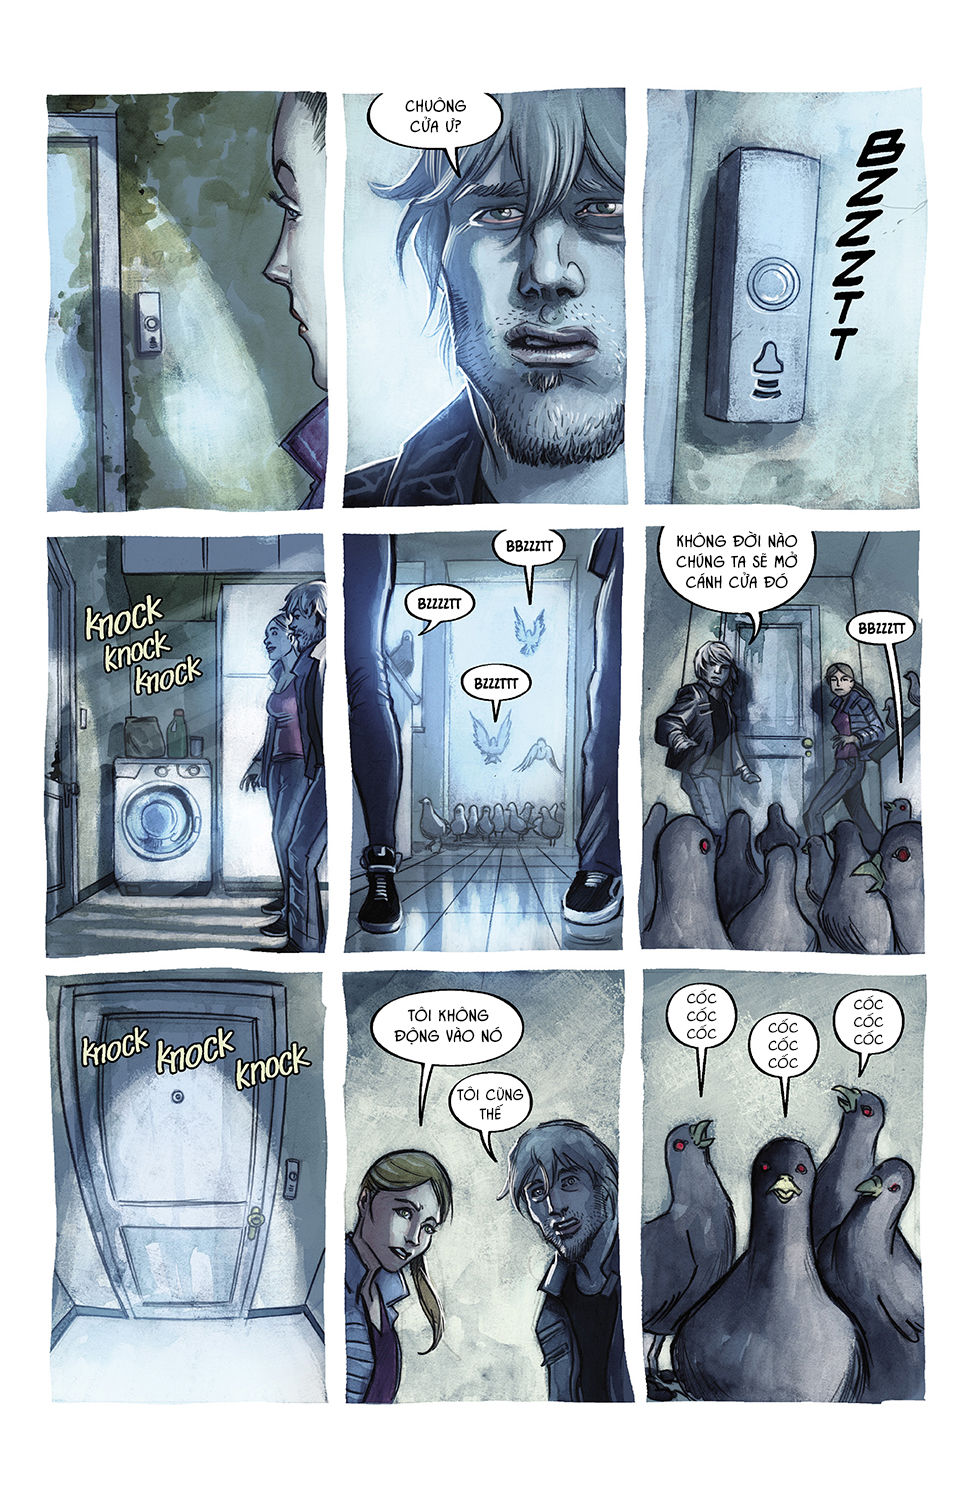 CHUÔNG
CỬA Ư?
BZZZZTT
KNOCK
KNOCK
KNOCK
BBZZZTT
BZZZZTT
BZZZTTT
KHÔNG ĐỜI NÀO
CHÚNG TA SẼ MỞ
CÁNH CỬA ĐÓ
BBZZZTT
KNOCK
KNOCK
KNOCK
TÔI KHÔNG
ĐỘNG VÀO NÓ
TÔI CŨNG
THẾ
CỐC
CỐC
CỐC
CỐC
CỐC
CỐC
CỐC
CỐC
CỐC